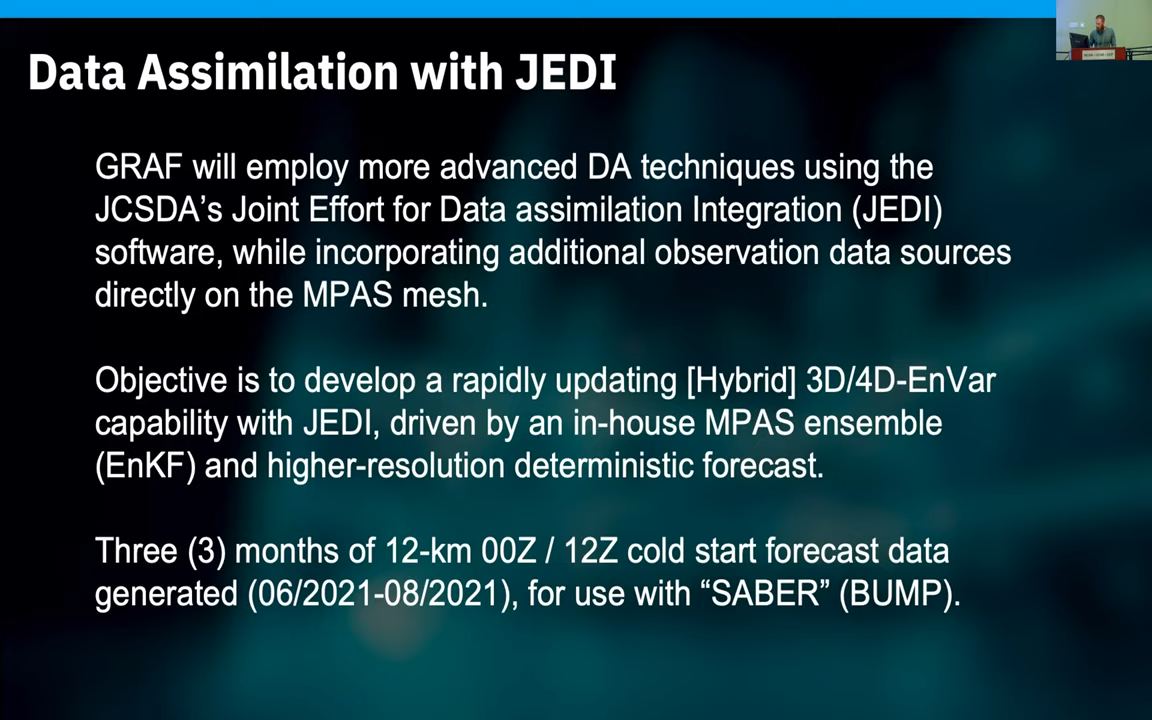 Data Assimilation with JEDI
GRAF will employ more advanced DA techniques using the
JCSDA’s Joint Effort for Data assimilation Integration (JEDI)
software, while incorporating additional observation data sources
directly on the MPAS mesh.
Objective is to develop a rapidly updating [Hybrid] 3D/4D-EnVar
capability with JEDI, driven by an in-house MPAS ensemble
(EnKF) and higher-resolution deterministic forecast.
Three (3) months of 12-km 00Z / 12Z cold start forecast data
generated (06/2021-08/2021), for use with “SABER” (BUMP).